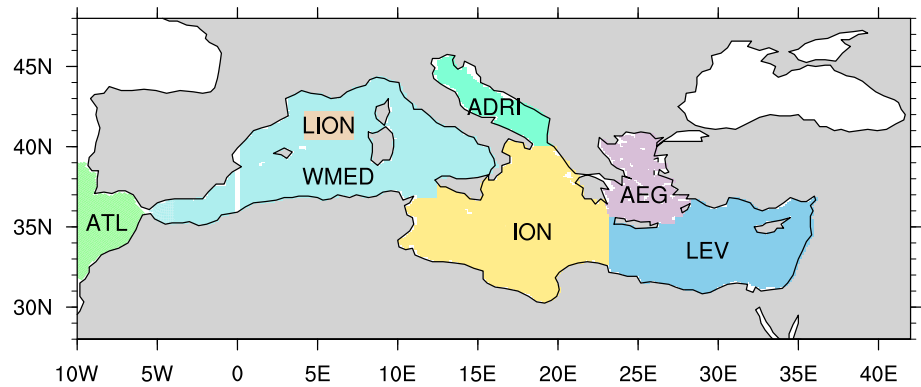 45N
ADRI
LION
40N
WMED
AEG
ATL
35N
ION
LEV
30N
10W 5W 0 5E 10E 15E 20E 25E 30E 35E 40E